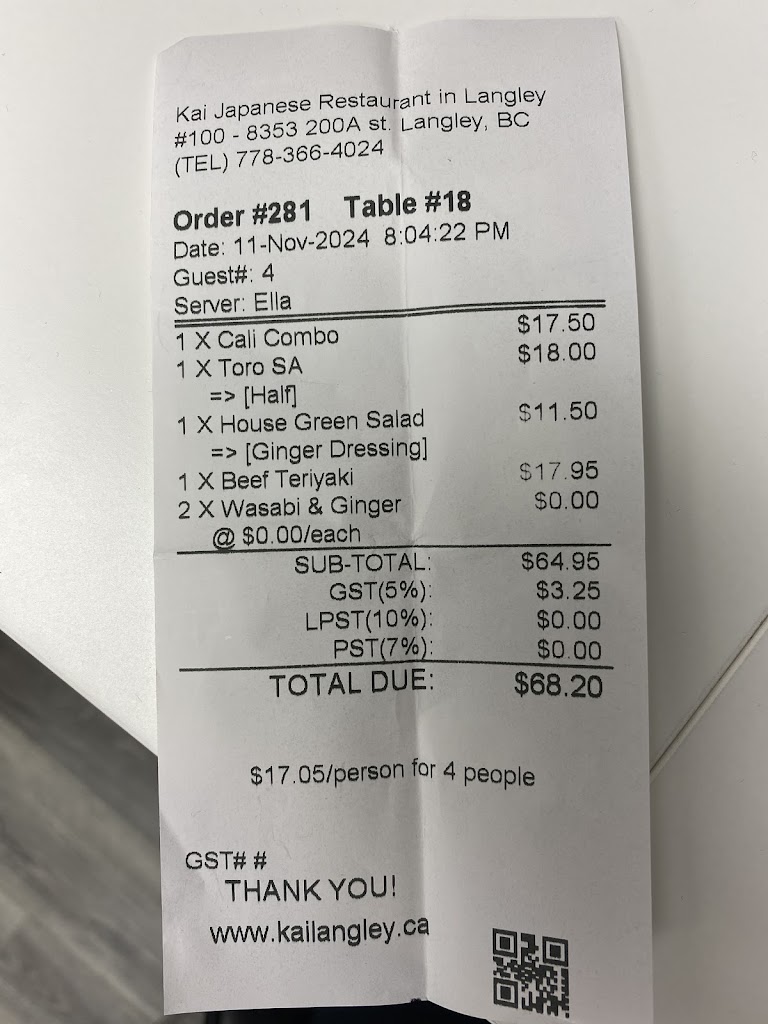 Kai Japanese Restaurant in Langley
#100 - 8353 200A st. Langley, BC
(TEL) 778-366-4024
Order #281 Table #18
Date: 11-Nov-2024 8:04:22 PM
Guest#: 4
Server: Ella
1 X Cali Combo $17.50
1 X Toro SA $18.00
=> [Half]
1 X House Green Salad $11.50
=> [Ginger Dressing]
1 X Beef Teriyaki $17.95
2 X Wasabi & Ginger $0.00
@ $0.00/each
SUB-TOTAL: $64.95
GST(5%): $3.25
LPST(10%): $0.00
PST(7%): $0.00
TOTAL DUE: $68.20
$17.05/person for 4 people
GST# #
THANK YOU!
www.kailangley.ca